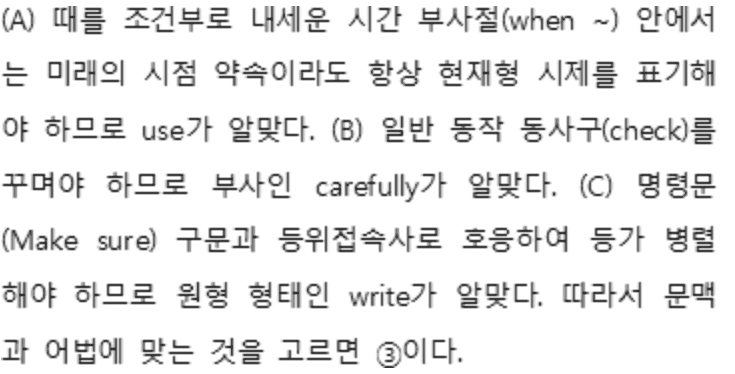 (A) 때를 조건부로 내세운 시간 부사절(when ~) 안에서
는 미래의 시점 약속이라도 항상 현재형 시제를 표기해
야 하므로 use가 알맞다. (B) 일반 동작 동사구(check)를
꾸며야 하므로 부사인 carefully가 알맞다. (C) 명령문
(Make sure) 구문과 등위접속사로 호응하여 등가 병렬
해야 하므로 원형 형태인 write가 알맞다. 따라서 문맥
과 어법에 맞는 것을 고르면 ③이다.